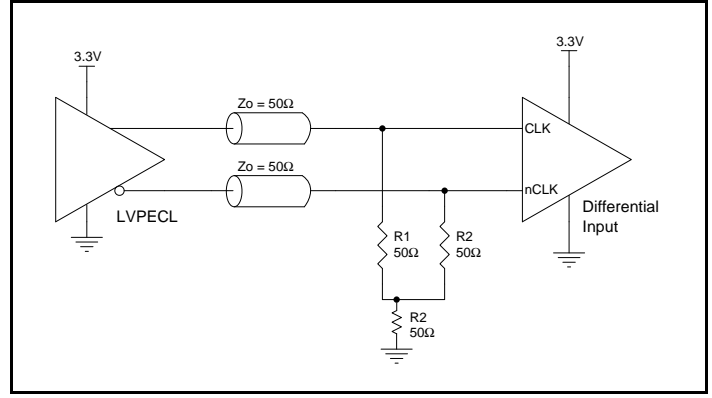 3.3V
3.3V
Zo = 50Ω
CLK
Zo = 50Ω
nCLK
LVPECL
Differential
Input
R1
50Ω
R2
50Ω
R2
50Ω